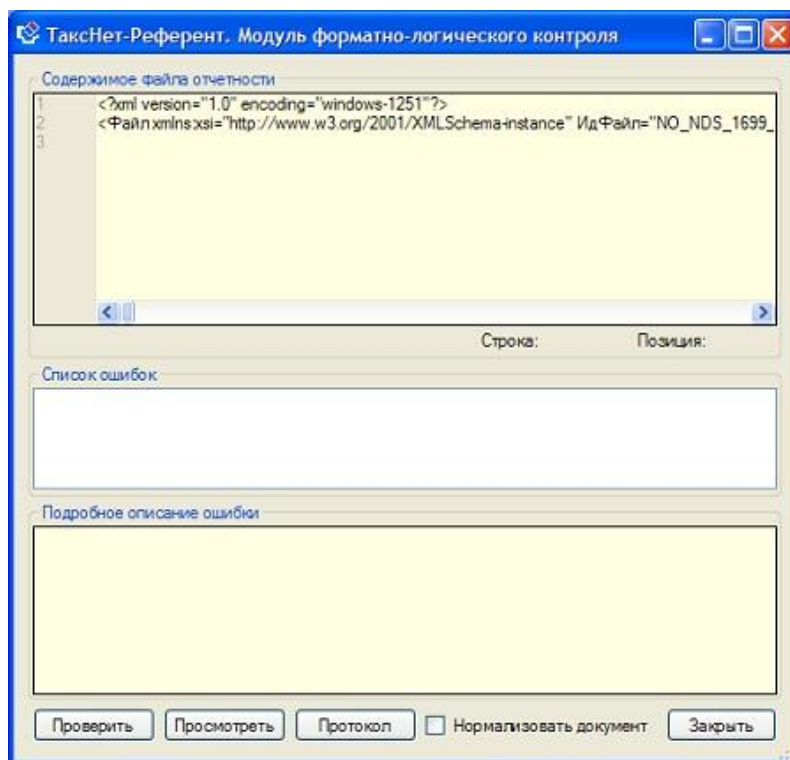 ТаксНет-Референт. Модуль форматно-логического контроля
Содержимое файла отчетности
1 <?xml version="1.0" encoding="windows-1251"?>
2 <Файл xmlns:xsi="http://www.w3.org/2001/XMLSchema-instance" ИдФайл="NO_NDS_1699_
3
Строка: Позиция:
Список ошибок
Подробное описание ошибки
Проверить Просмотреть Протокол Нормализовать документ Закрыть